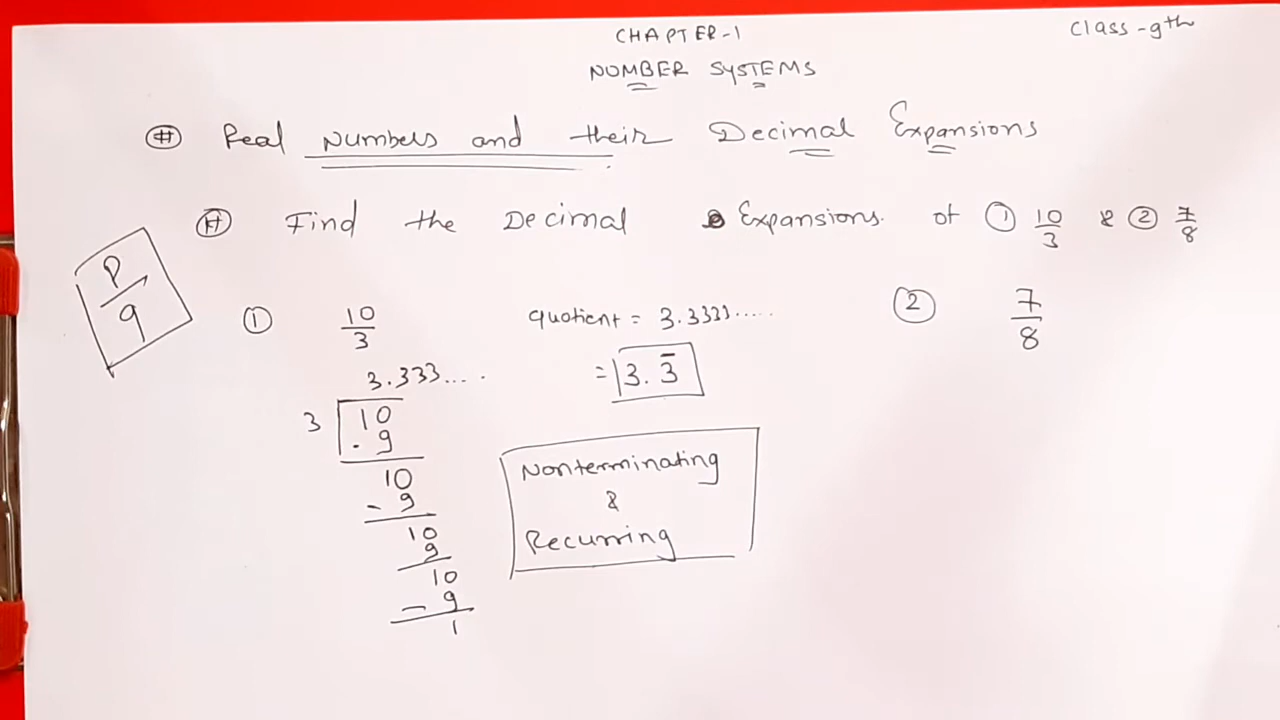 CHAPTER-1
Class-9th
NUMBER SYSTEMS
# Real Numbers and their Decimal Expansions
# Find the Decimal Expansions. of ① 10/3 & ② 7/8
P/q
① 10/3
quotient = 3.3333.....
= 3.3̅
3.333.....
3 10
- 9
10
- 9
10
9
10
- 9
1
Nonterminating
&
Recurring
② 7/8